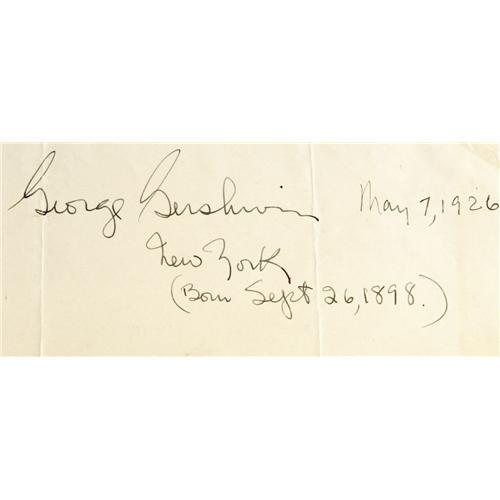 George Gershwin May 7, 1926
New York
(Born Sept 26, 1898.)